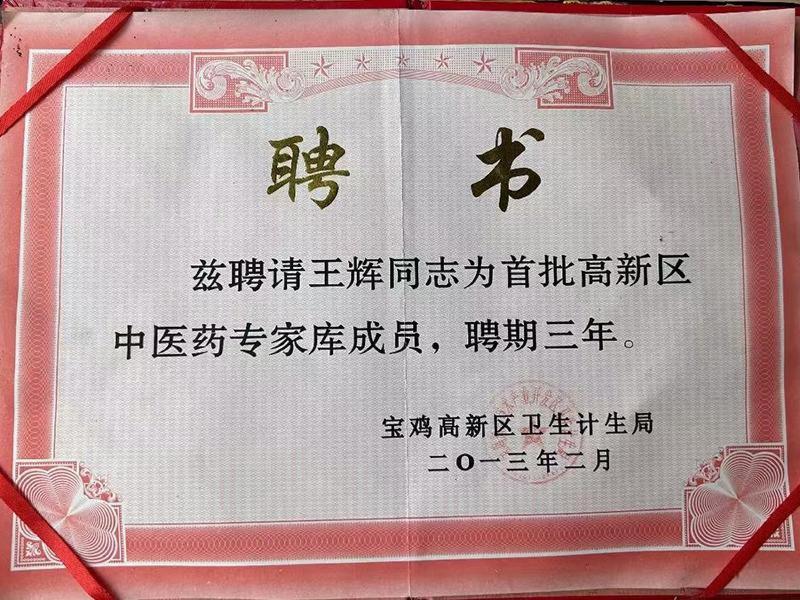 聘 书
兹聘请王辉同志为首批高新区
中医药专家库成员，聘期三年。
宝鸡高新区卫生计生局
二O一三年二月